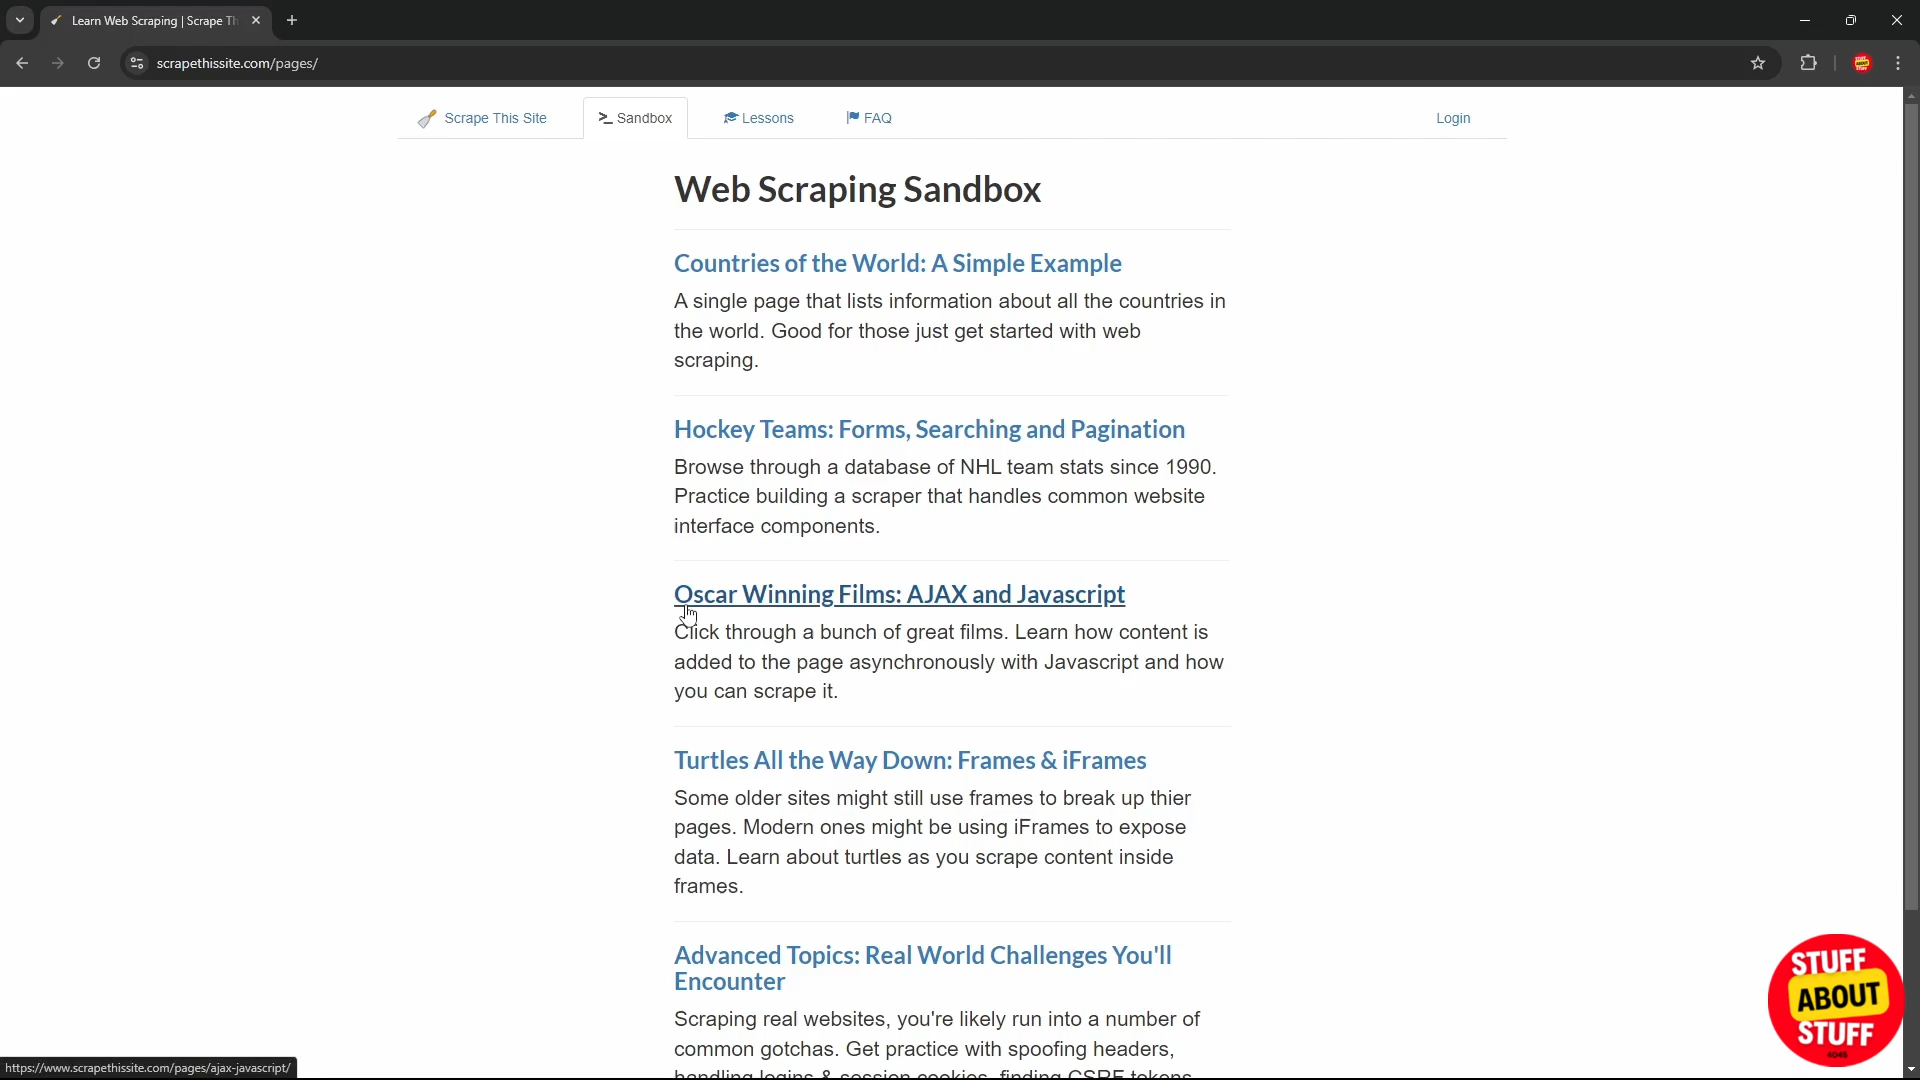 Learn Web Scraping | Scrape Th
scrapethissite.com/pages/
Scrape This Site
Sandbox
Lessons
FAQ
Login
Web Scraping Sandbox
Countries of the World: A Simple Example
A single page that lists information about all the countries in
the world. Good for those just get started with web
scraping.
Hockey Teams: Forms, Searching and Pagination
Browse through a database of NHL team stats since 1990.
Practice building a scraper that handles common website
interface components.
Oscar Winning Films: AJAX and Javascript
Click through a bunch of great films. Learn how content is
added to the page asynchronously with Javascript and how
you can scrape it.
Turtles All the Way Down: Frames & iFrames
Some older sites might still use frames to break up thier
pages. Modern ones might be using iFrames to expose
data. Learn about turtles as you scrape content inside
frames.
Advanced Topics: Real World Challenges You'll
Encounter
Scraping real websites, you're likely run into a number of
common gotchas. Get practice with spoofing headers,
handling logins & session cookies, finding CSRF tokens
https://www.scrapethissite.com/pages/ajax-javascript/
STUFF
ABOUT
STUFF